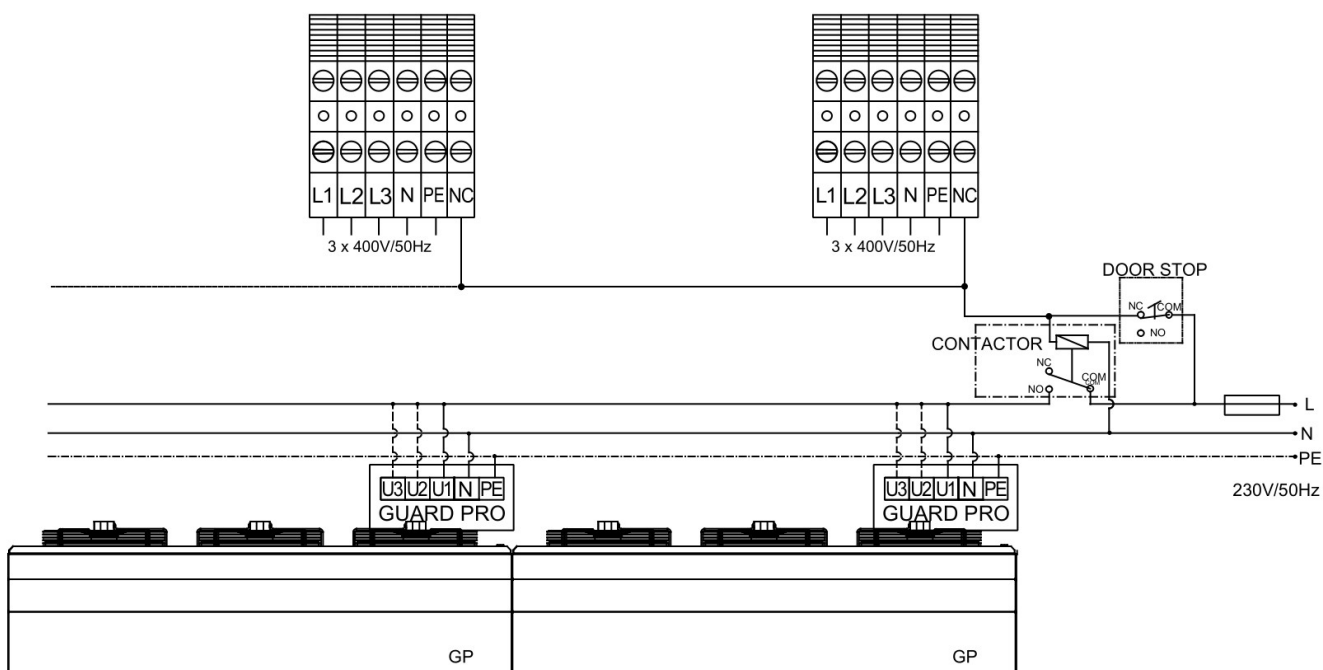 L1 L2 L3 N PE NC
L1 L2 L3 N PE NC
3 x 400V/50Hz
3 x 400V/50Hz
DOOR STOP
NC COM
NO
CONTACTOR
NC
COM
COM
NO
L
N
PE
230V/50Hz
U3 U2 U1 N PE
GUARD PRO
U3 U2 U1 N PE
GUARD PRO
GP
GP